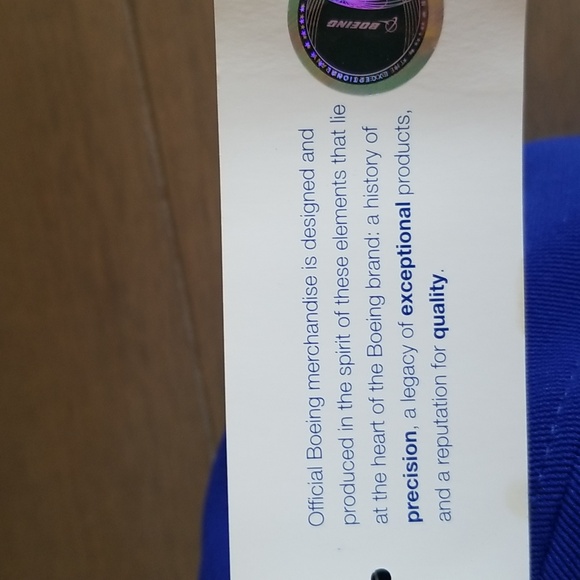 BOEING
Official Boeing merchandise is designed and
produced in the spirit of these elements that lie
at the heart of the Boeing brand: a history of
precision, a legacy of exceptional products,
and a reputation for quality.